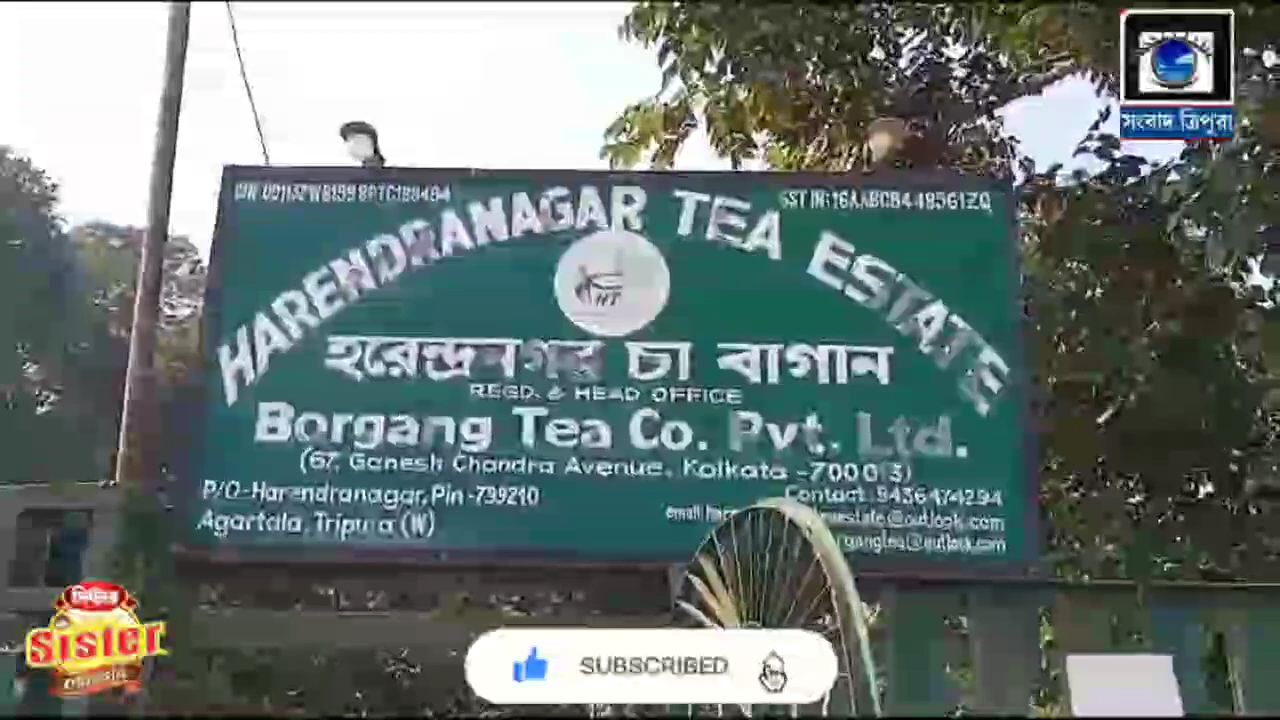 সংবাদ ত্রিপুরা
HARENDRANAGAR TEA ESTATE
HT
হরেন্দ্রনগর চা বাগান
REGD. & HEAD OFFICE
Borgang Tea Co. Pvt. Ltd.
(67, Ganesh Chandra Avenue, Kolkata -700013)
P/O-Harendranagar, Pin -799210
Agartala, Tripura (W)
Contact: 9436474294
SUBSCRIBED
Sister